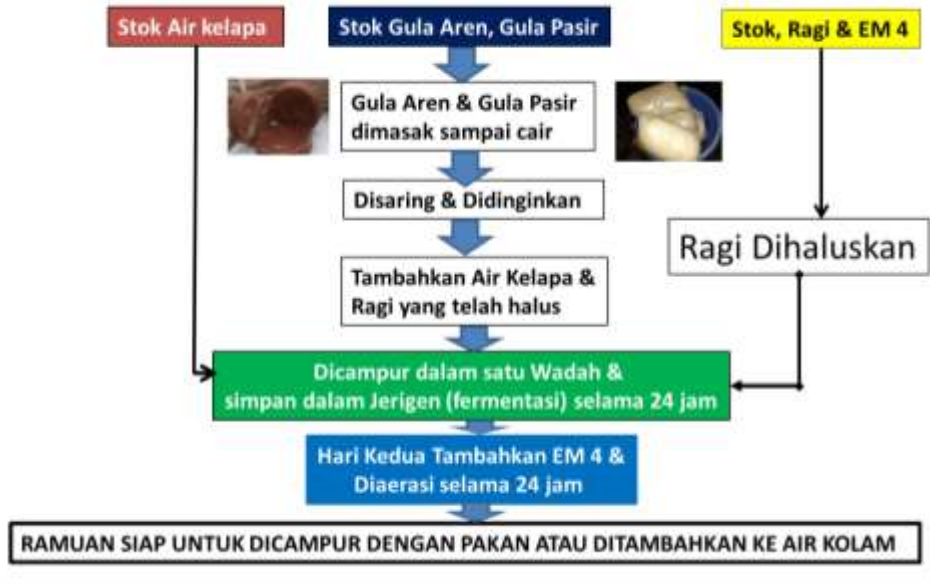 Stok Air kelapa
Stok Gula Aren, Gula Pasir
Stok, Ragi & EM 4
Gula Aren & Gula Pasir
dimasak sampai cair
Disaring & Didinginkan
Ragi Dihaluskan
Tambahkan Air Kelapa &
Ragi yang telah halus
Dicampur dalam satu Wadah &
simpan dalam Jerigen (fermentasi) selama 24 jam
Hari Kedua Tambahkan EM 4 &
Diaerasi selama 24 jam
RAMUAN SIAP UNTUK DICAMPUR DENGAN PAKAN ATAU DITAMBAHKAN KE AIR KOLAM